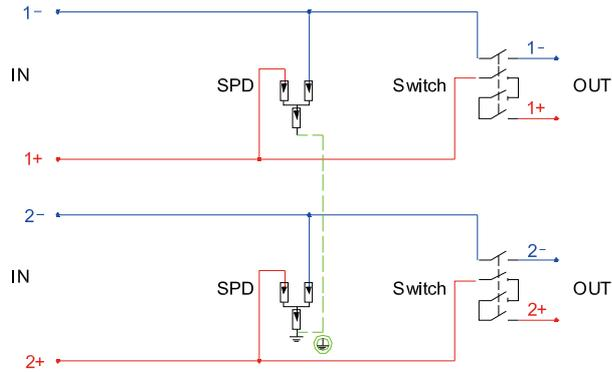 1-
1-
IN
SPD
Switch
OUT
1+
1+
2-
2-
IN
SPD
Switch
OUT
2+
2+